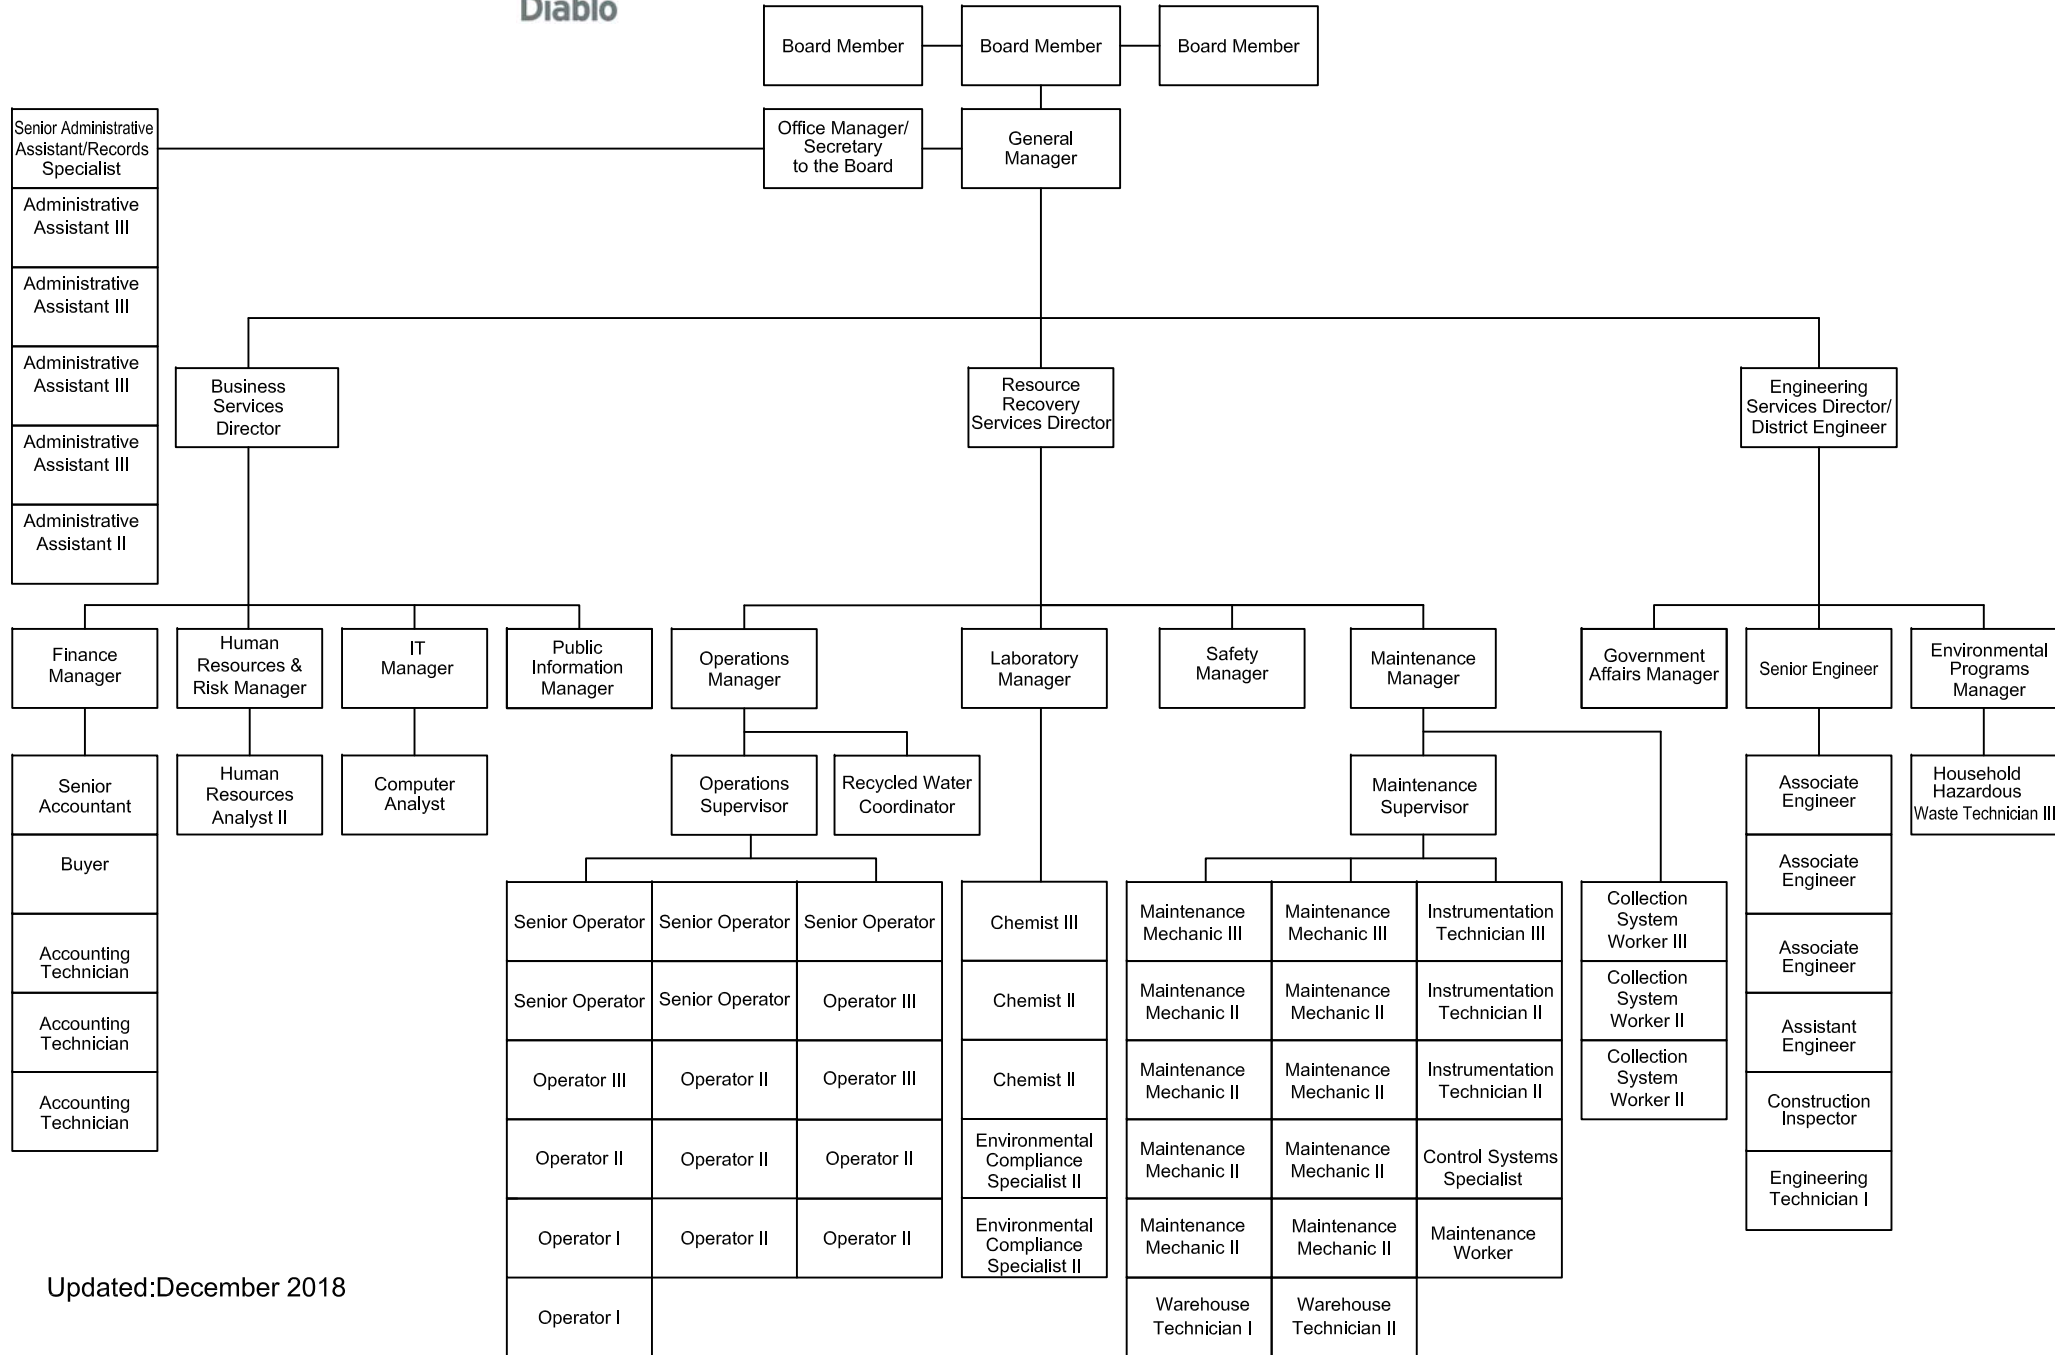 Diablo
Board Member
Board Member
Board Member
Senior Administrative
Assistant/Records
Specialist
Office Manager/
Secretary
to the Board
General
Manager
Administrative
Assistant III
Administrative
Assistant III
Administrative
Assistant III
Administrative
Assistant III
Administrative
Assistant II
Business
Services
Director
Resource
Recovery
Services Director
Engineering
Services Director/
District Engineer
Finance
Manager
Human
Resources &
Risk Manager
IT
Manager
Public
Information
Manager
Operations
Manager
Laboratory
Manager
Safety
Manager
Maintenance
Manager
Government
Affairs Manager
Senior Engineer
Environmental
Programs
Manager
Senior
Accountant
Human
Resources
Analyst II
Computer
Analyst
Operations
Supervisor
Recycled Water
Coordinator
Maintenance
Supervisor
Associate
Engineer
Household
Hazardous
Waste Technician III
Buyer
Accounting
Technician
Accounting
Technician
Accounting
Technician
Senior Operator
Senior Operator
Senior Operator
Senior Operator
Senior Operator
Operator III
Operator III
Operator II
Operator III
Operator II
Operator II
Operator II
Operator I
Operator II
Operator II
Operator I
Chemist III
Chemist II
Chemist II
Environmental
Compliance
Specialist II
Environmental
Compliance
Specialist II
Maintenance
Mechanic III
Maintenance
Mechanic III
Instrumentation
Technician III
Maintenance
Mechanic II
Maintenance
Mechanic II
Instrumentation
Technician II
Maintenance
Mechanic II
Maintenance
Mechanic II
Instrumentation
Technician II
Maintenance
Mechanic II
Maintenance
Mechanic II
Control Systems
Specialist
Maintenance
Mechanic II
Maintenance
Mechanic II
Maintenance
Worker
Warehouse
Technician I
Warehouse
Technician II
Collection
System
Worker III
Collection
System
Worker II
Collection
System
Worker II
Associate
Engineer
Associate
Engineer
Assistant
Engineer
Construction
Inspector
Engineering
Technician I
Updated:December 2018